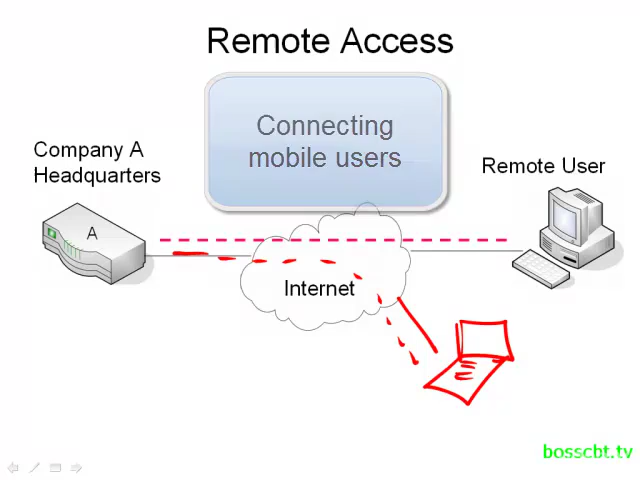 Remote Access
Connecting
mobile users
Company A
Headquarters
Remote User
A
Internet
bosscbt.tv